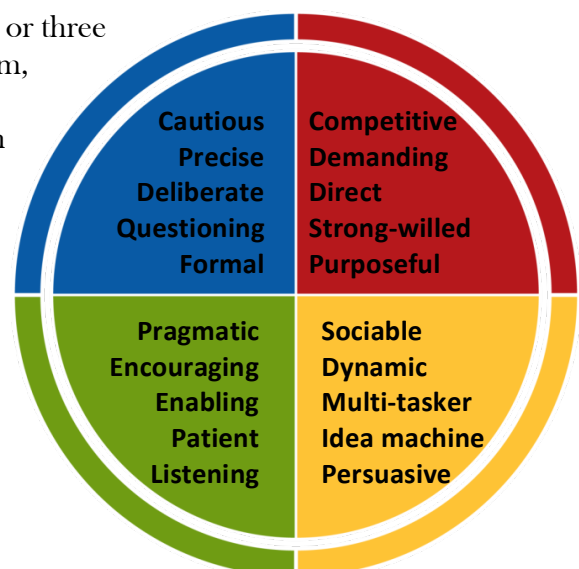 or three
m,
n
Cautious
Precise
Deliberate
Questioning
Formal
Competitive
Demanding
Direct
Strong-willed
Purposeful
Pragmatic
Encouraging
Enabling
Patient
Listening
Sociable
Dynamic
Multi-tasker
Idea machine
Persuasive